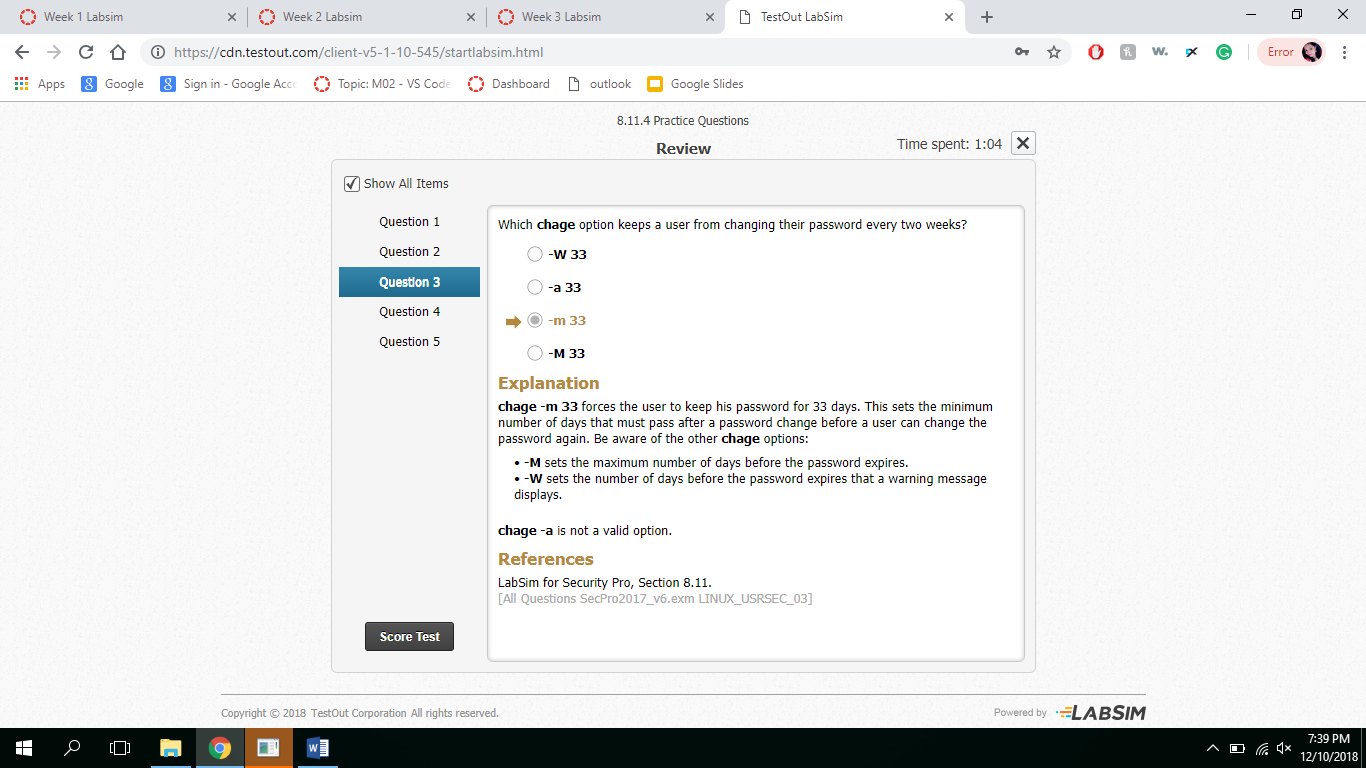 Week 1 Labsim
Week 2 Labsim
Week 3 Labsim
TestOut LabSim
https://cdn.testout.com/client-v5-1-10-545/startlabsim.html
Error
Apps
Google
Sign in - Google Acco
Topic: M02 - VS Code
Dashboard
outlook
Google Slides
8.11.4 Practice Questions
Review
Time spent: 1:04
Show All Items
Question 1
Question 2
Question 3
Question 4
Question 5
Score Test
Which chage option keeps a user from changing their password every two weeks?
-W 33
-a 33
-m 33
-M 33
Explanation
chage -m 33 forces the user to keep his password for 33 days. This sets the minimum
number of days that must pass after a password change before a user can change the
password again. Be aware of the other chage options:
• -M sets the maximum number of days before the password expires.
• -W sets the number of days before the password expires that a warning message
displays.
chage -a is not a valid option.
References
LabSim for Security Pro, Section 8.11.
[All Questions SecPro2017_v6.exm LINUX_USRSEC_03]
Copyright © 2018 TestOut Corporation All rights reserved.
Powered by LABSIM
7:39 PM
12/10/2018